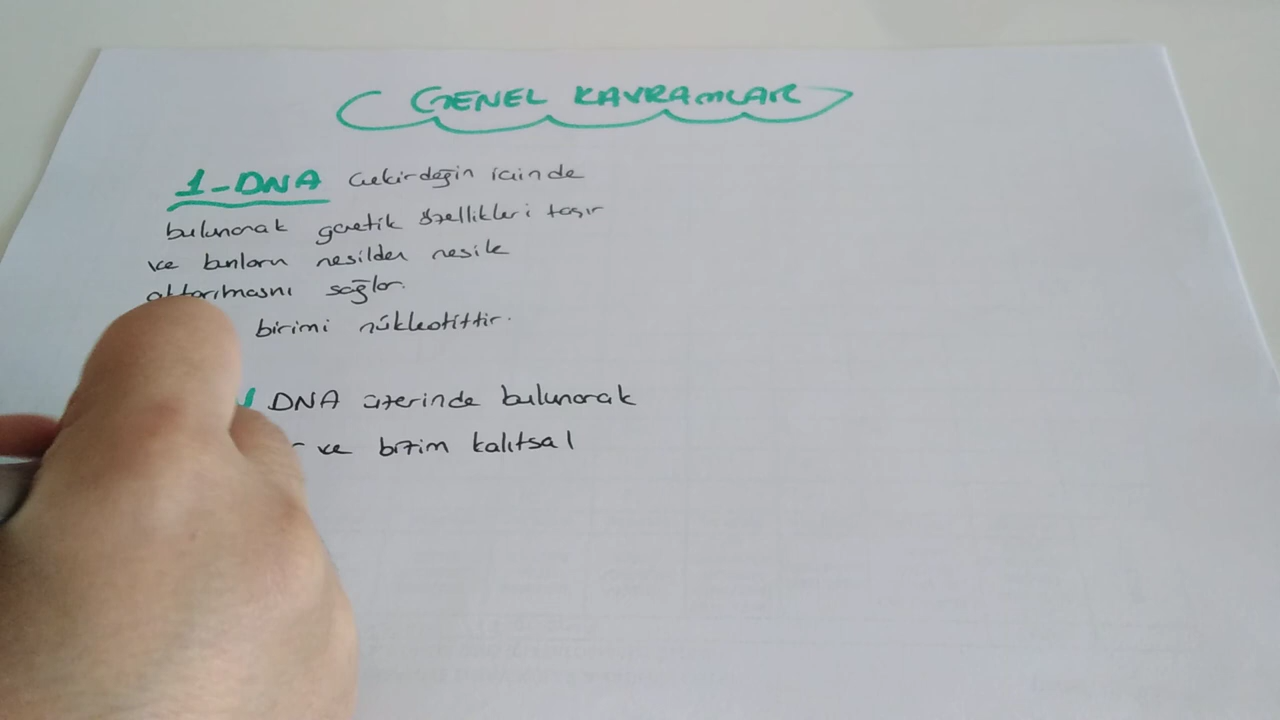 GENEL KAVRAMLAR
1-DNA Çekirdeğin içinde
bulunarak genetik özellikleri taşır
ve bunların nesilden nesile
aktarılmasını sağlar.
birimi nükleotittir.
DNA üzerinde bulunarak
ve bizim kalıtsal